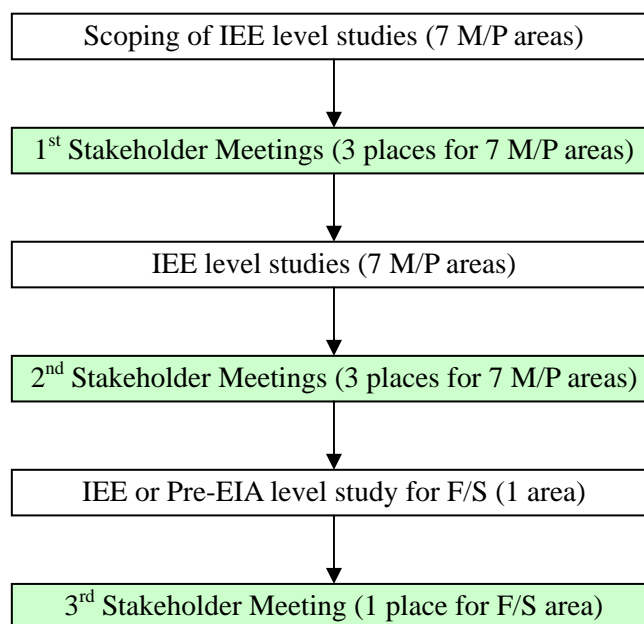 Scoping of IEE level studies (7 M/P areas)
1st Stakeholder Meetings (3 places for 7 M/P areas)
IEE level studies (7 M/P areas)
2nd Stakeholder Meetings (3 places for 7 M/P areas)
IEE or Pre-EIA level study for F/S (1 area)
3rd Stakeholder Meeting (1 place for F/S area)